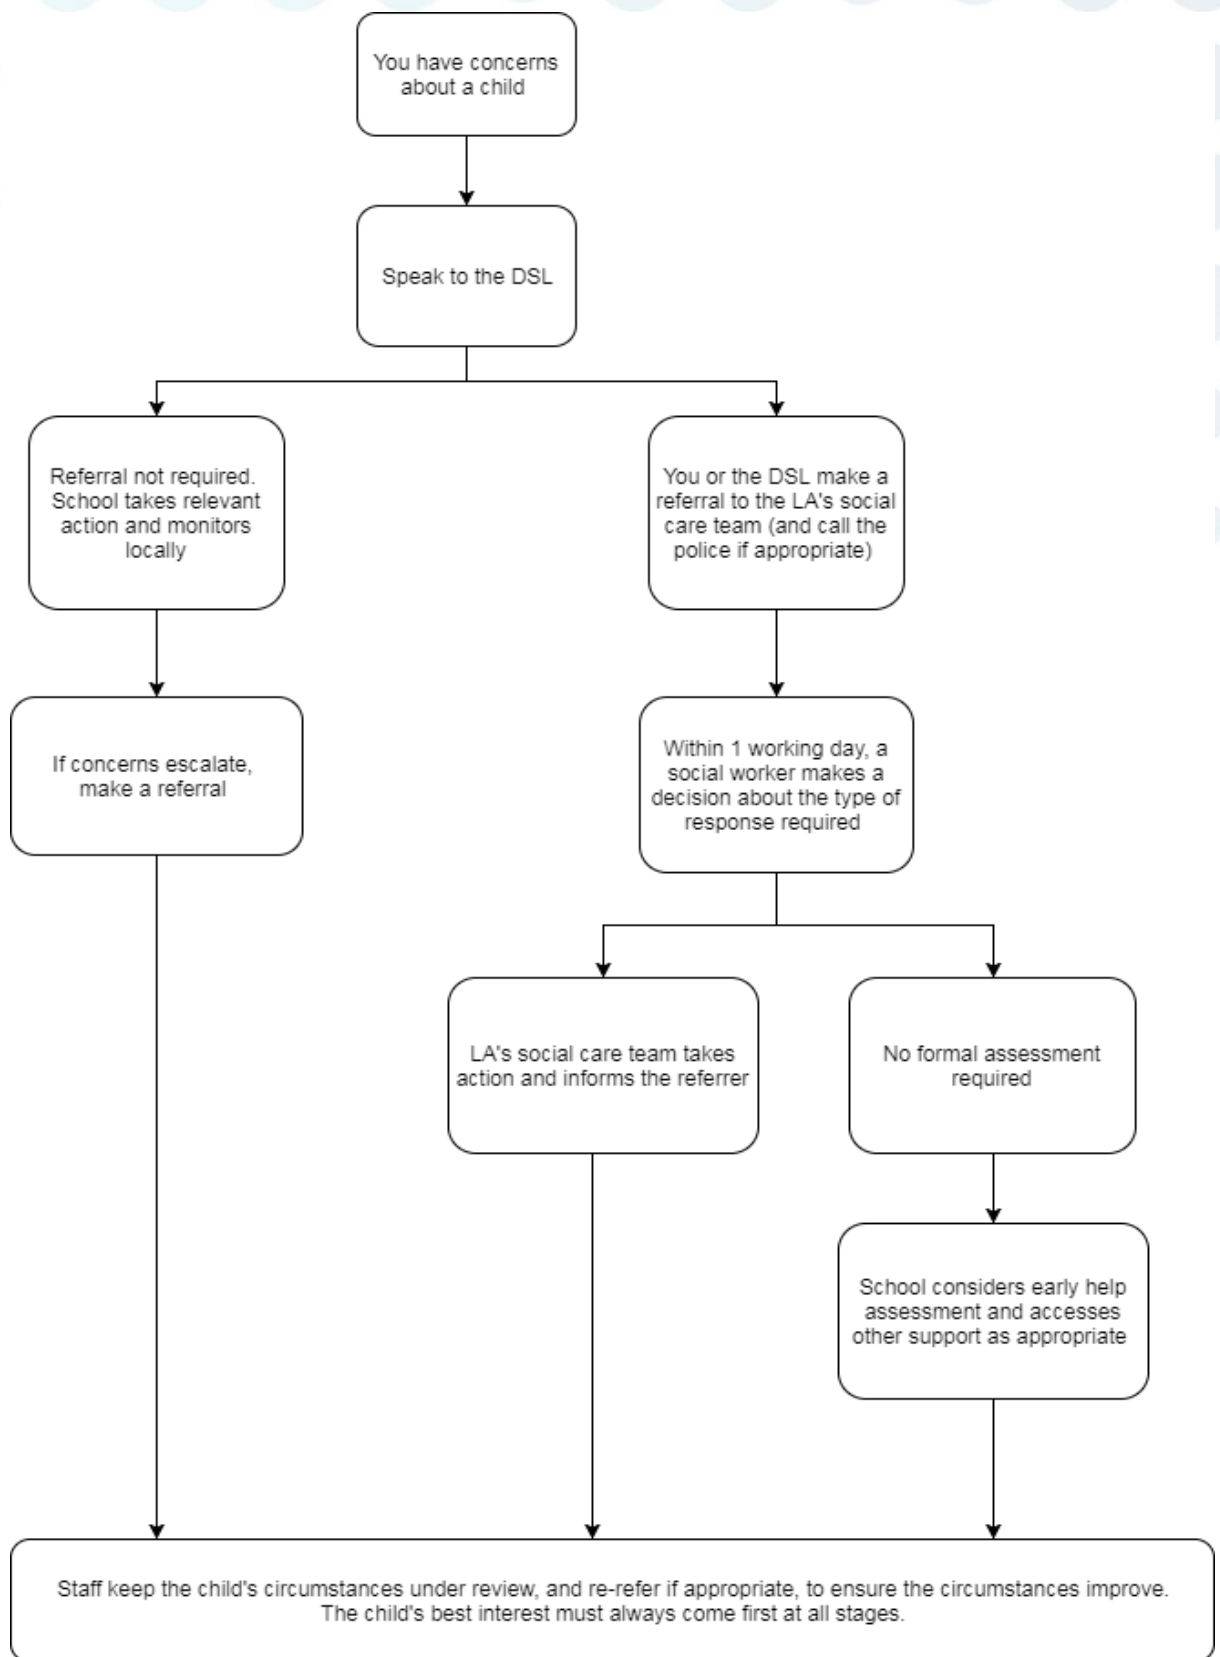 You have concerns
about a child
Speak to the DSL
Referral not required.
School takes relevant
action and monitors
locally
You or the DSL make a
referral to the LA's social
care team (and call the
police if appropriate)
If concerns escalate,
make a referral
Within 1 working day, a
social worker makes a
decision about the type of
response required
LA's social care team takes
action and informs the referrer
No formal assessment
required
School considers early help
assessment and accesses
other support as appropriate
Staff keep the child's circumstances under review, and re-refer if appropriate, to ensure the circumstances improve.
The child's best interest must always come first at all stages.